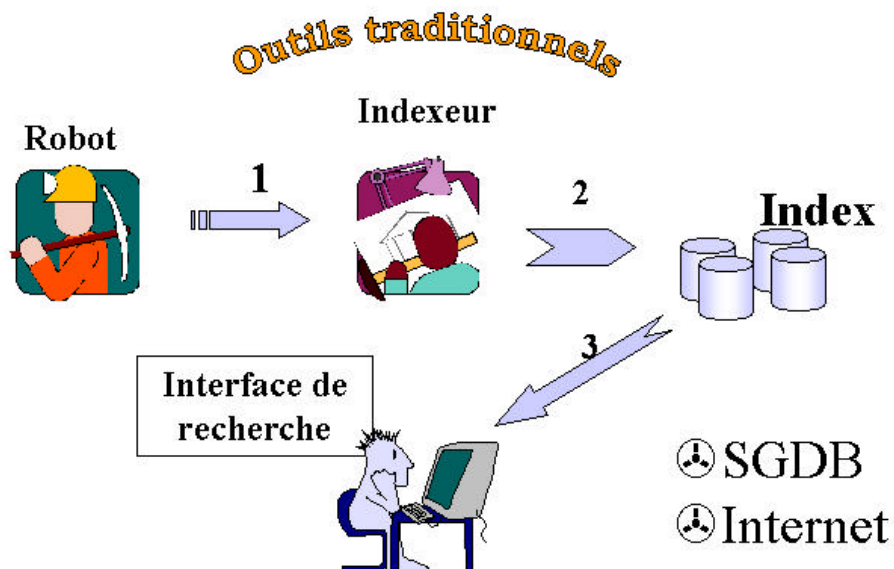 Outils traditionnels
Robot
1
Indexeur
2
Index
3
Interface de
recherche
SGDB
Internet